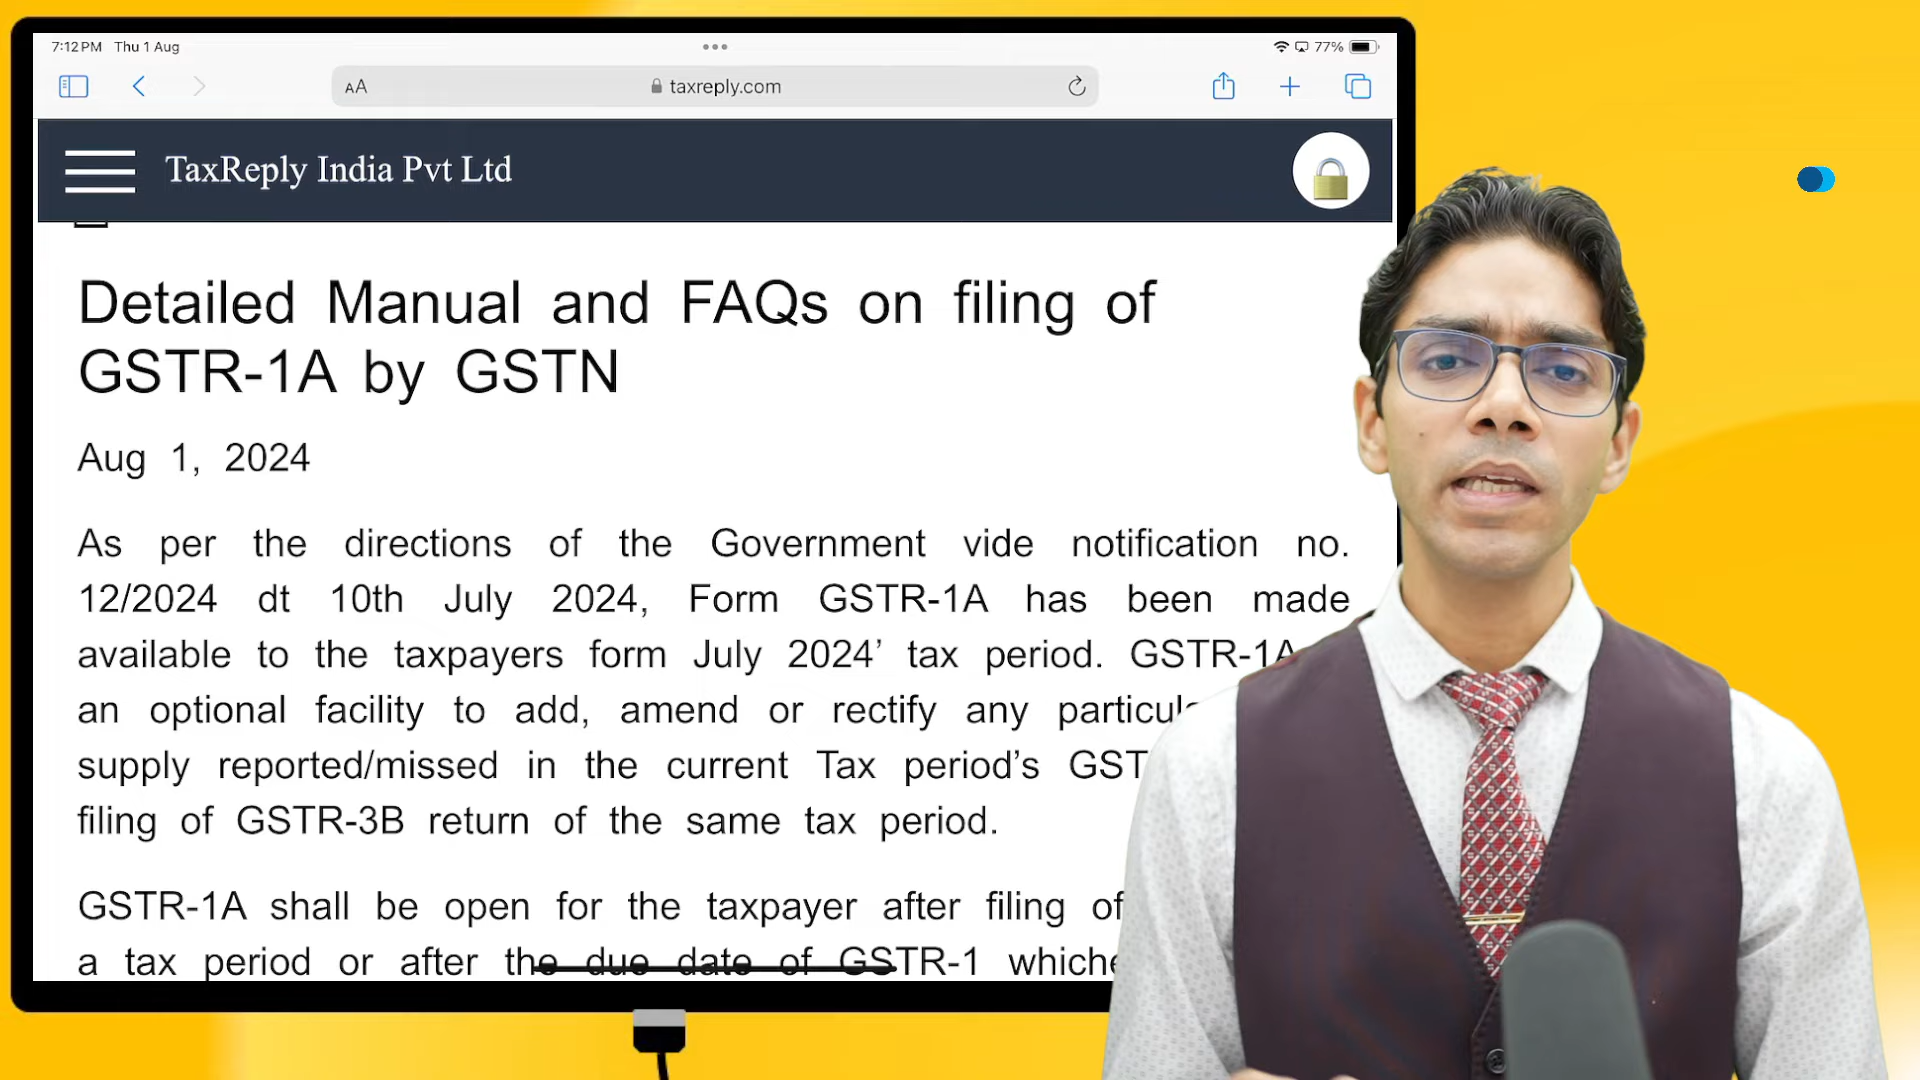 7:12 PM Thu 1 Aug
77%
AA
taxreply.com
TaxReply India Pvt Ltd
Detailed Manual and FAQs on filing of
GSTR-1A by GSTN
Aug 1, 2024
As per the directions of the Government vide notification no.
12/2024 dt 10th July 2024, Form GSTR-1A has been made
available to the taxpayers form July 2024’ tax period. GSTR-1A
an optional facility to add, amend or rectify any
supply reported/missed in the current Tax period’s
filing of GSTR-3B return of the same tax period.
GSTR-1A shall be open for the taxpayer after filing of
a tax period or after the due date of GSTR-1